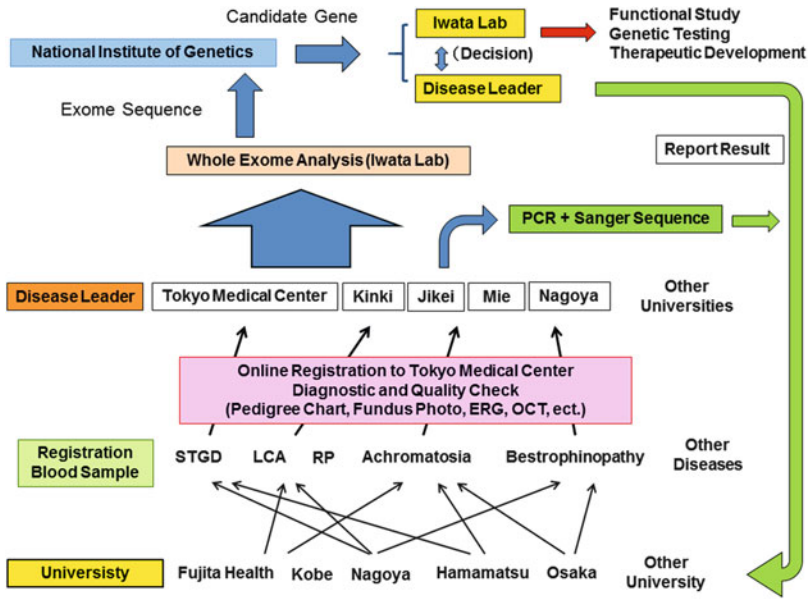 Candidate Gene
National Institute of Genetics
Iwata Lab
(Decision)
Disease Leader
Functional Study
Genetic Testing
Therapeutic Development
Exome Sequence
Report Result
Whole Exome Analysis (Iwata Lab)
PCR + Sanger Sequence
Disease Leader
Tokyo Medical Center
Kinki
Jikei
Mie
Nagoya
Other
Universities
Online Registration to Tokyo Medical Center
Diagnostic and Quality Check
(Pedigree Chart, Fundus Photo, ERG, OCT, ect.)
Registration
Blood Sample
STGD
LCA
RP
Achromatosia
Bestrophinopathy
Other
Diseases
Universisty
Fujita Health
Kobe
Nagoya
Hamamatsu
Osaka
Other
University